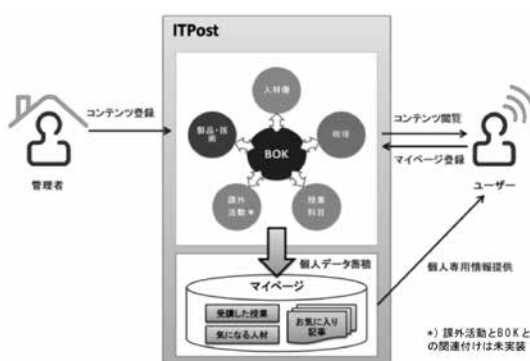 ITPost
人材像
コンテンツ登録
製品・技
術
BOK
物理
コンテンツ閲覧
マイページ登録
管理者
ユーザー
課外
活動*
授業
科目
個人データ蓄積
マイページ
個人専用情報提供
受講した授業
気になる人材
お気に入り
記事
*) 課外活動とBOKと
の関連付けは未実装